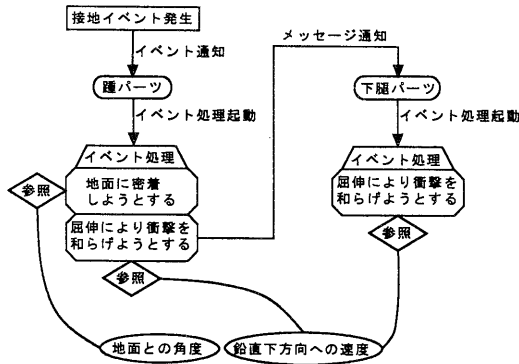 接地イベント発生
イベント通知
メッセージ通知
踵パーツ
下腿パーツ
イベント処理起動
イベント処理起動
イベント処理
イベント処理
参照
地面に密着
しようとする
屈伸により衝撃を
和らげようとする
屈伸により衝撃を
和らげようとする
参照
参照
地面との角度
鉛直下方向への速度